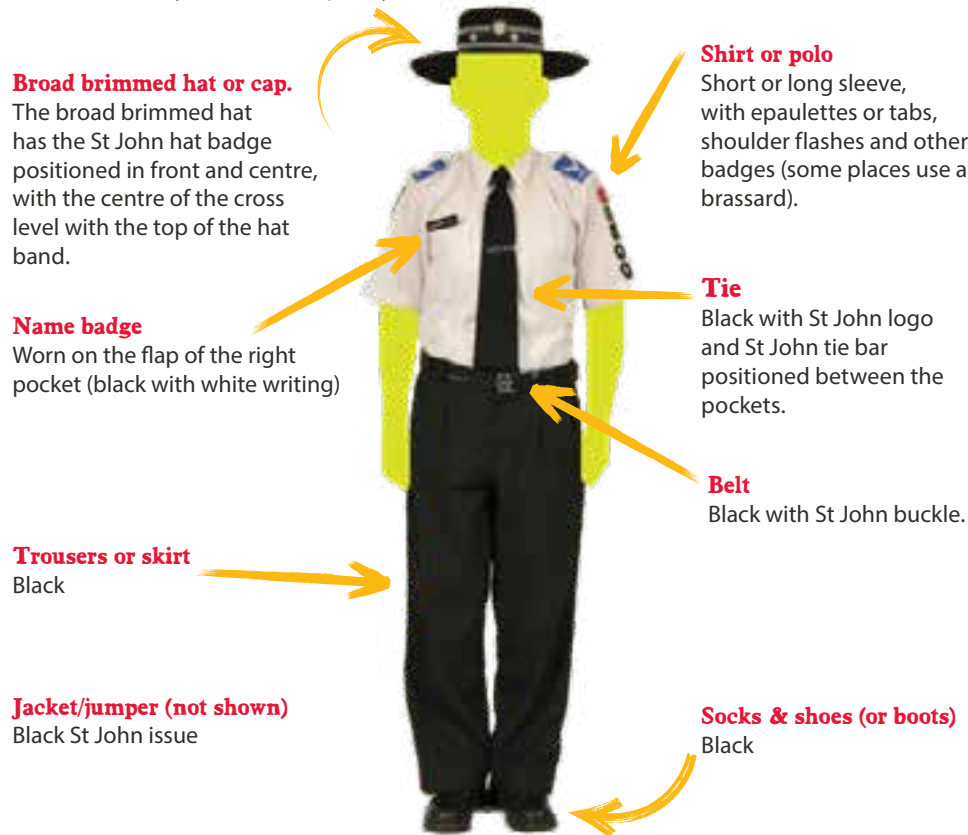 Broad brimmed hat or cap.
The broad brimmed hat
has the St John hat badge
positioned in front and centre,
with the centre of the cross
level with the top of the hat
band.
Name badge
Worn on the flap of the right
pocket (black with white writing)
Trousers or skirt
Black
Jacket/jumper (not shown)
Black St John issue
Shirt or polo
Short or long sleeve,
with epaulettes or tabs,
shoulder flashes and other
badges (some places use a
brassard).
Tie
Black with St John logo
and St John tie bar
positioned between the
pockets.
Belt
Black with St John buckle.
Socks & shoes (or boots)
Black